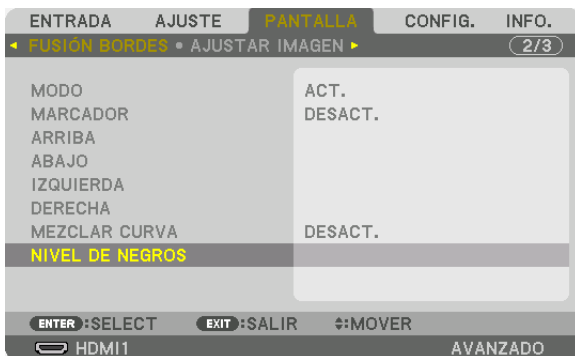 ENTRADA AJUSTE PANTALLA CONFIG. INFO.
FUSIÓN BORDES • AJUSTAR IMAGEN 2/3
MODO ACT.
MARCADOR DESACT.
ARRIBA
ABAJO
IZQUIERDA
DERECHA
MEZCLAR CURVA DESACT.
NIVEL DE NEGROS
ENTER :SELECT EXIT :SALIR :MOVER
HDMI1 AVANZADO